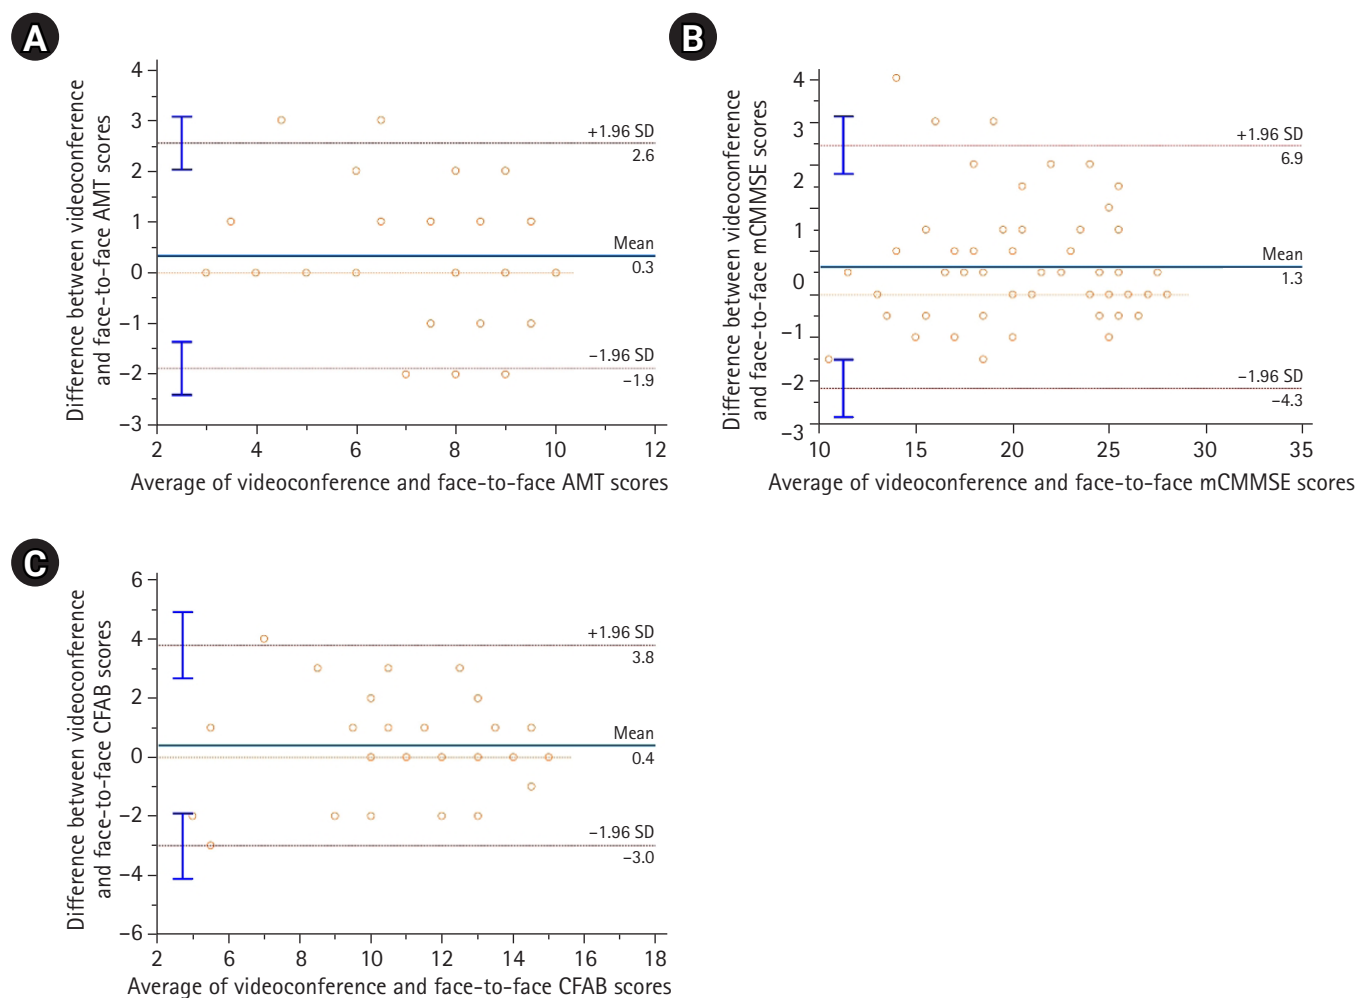 A
Difference between videoconference
and face-to-face AMT scores
4
3
2
1
0
−1
−2
−3
+1.96 SD
2.6
Mean
0.3
−1.96 SD
−1.9
2
4
6
8
10
12
Average of videoconference and face-to-face AMT scores
B
Difference between videoconference
and face-to-face mCMMSE scores
4
3
2
1
0
−1
−2
−3
+1.96 SD
6.9
Mean
1.3
−1.96 SD
−4.3
10
15
20
25
30
35
Average of videoconference and face-to-face mCMMSE scores
C
Difference between videoconference
and face-to-face CFAB scores
6
4
2
0
−2
−4
−6
+1.96 SD
3.8
Mean
0.4
−1.96 SD
−3.0
2
6
8
10
12
14
16
18
Average of videoconference and face-to-face CFAB scores